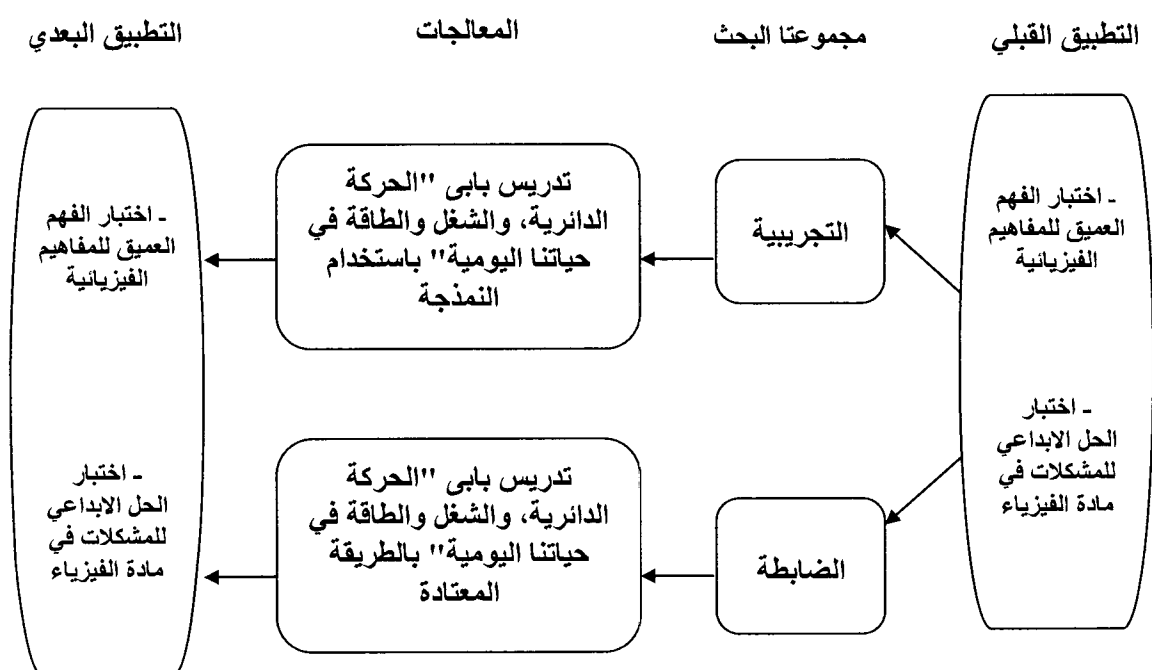 التطبيق القبلي
مجموعتا البحث
المعالجات
التطبيق البعدي
ـ اختبار الفهم
العميق للمفاهيم
الفيزيائية
ـ اختبار
الحل الابداعي
للمشكلات في
مادة الفيزياء
التجريبية
الضابطة
تدريس بابى "الحركة
الدائرية، والشغل والطاقة في
حياتنا اليومية" باستخدام
النمذجة
تدريس بابى "الحركة
الدائرية، والشغل والطاقة في
حياتنا اليومية" بالطريقة
المعتادة
ـ اختبار الفهم
العميق للمفاهيم
الفيزيائية
ـ اختبار
الحل الابداعي
للمشكلات في
مادة الفيزياء